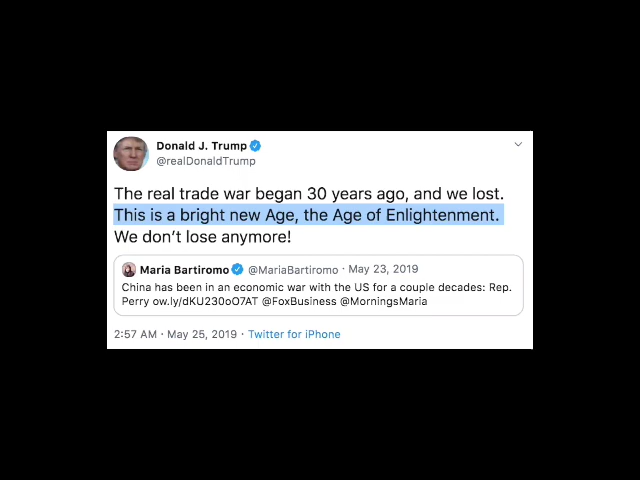 Donald J. Trump
@realDonaldTrump
The real trade war began 30 years ago, and we lost.
This is a bright new Age, the Age of Enlightenment.
We don’t lose anymore!
Maria Bartiromo @MariaBartiromo · May 23, 2019
China has been in an economic war with the US for a couple decades: Rep.
Perry ow.ly/dKU230oO7AT @FoxBusiness @MorningsMaria
2:57 AM · May 25, 2019 · Twitter for iPhone